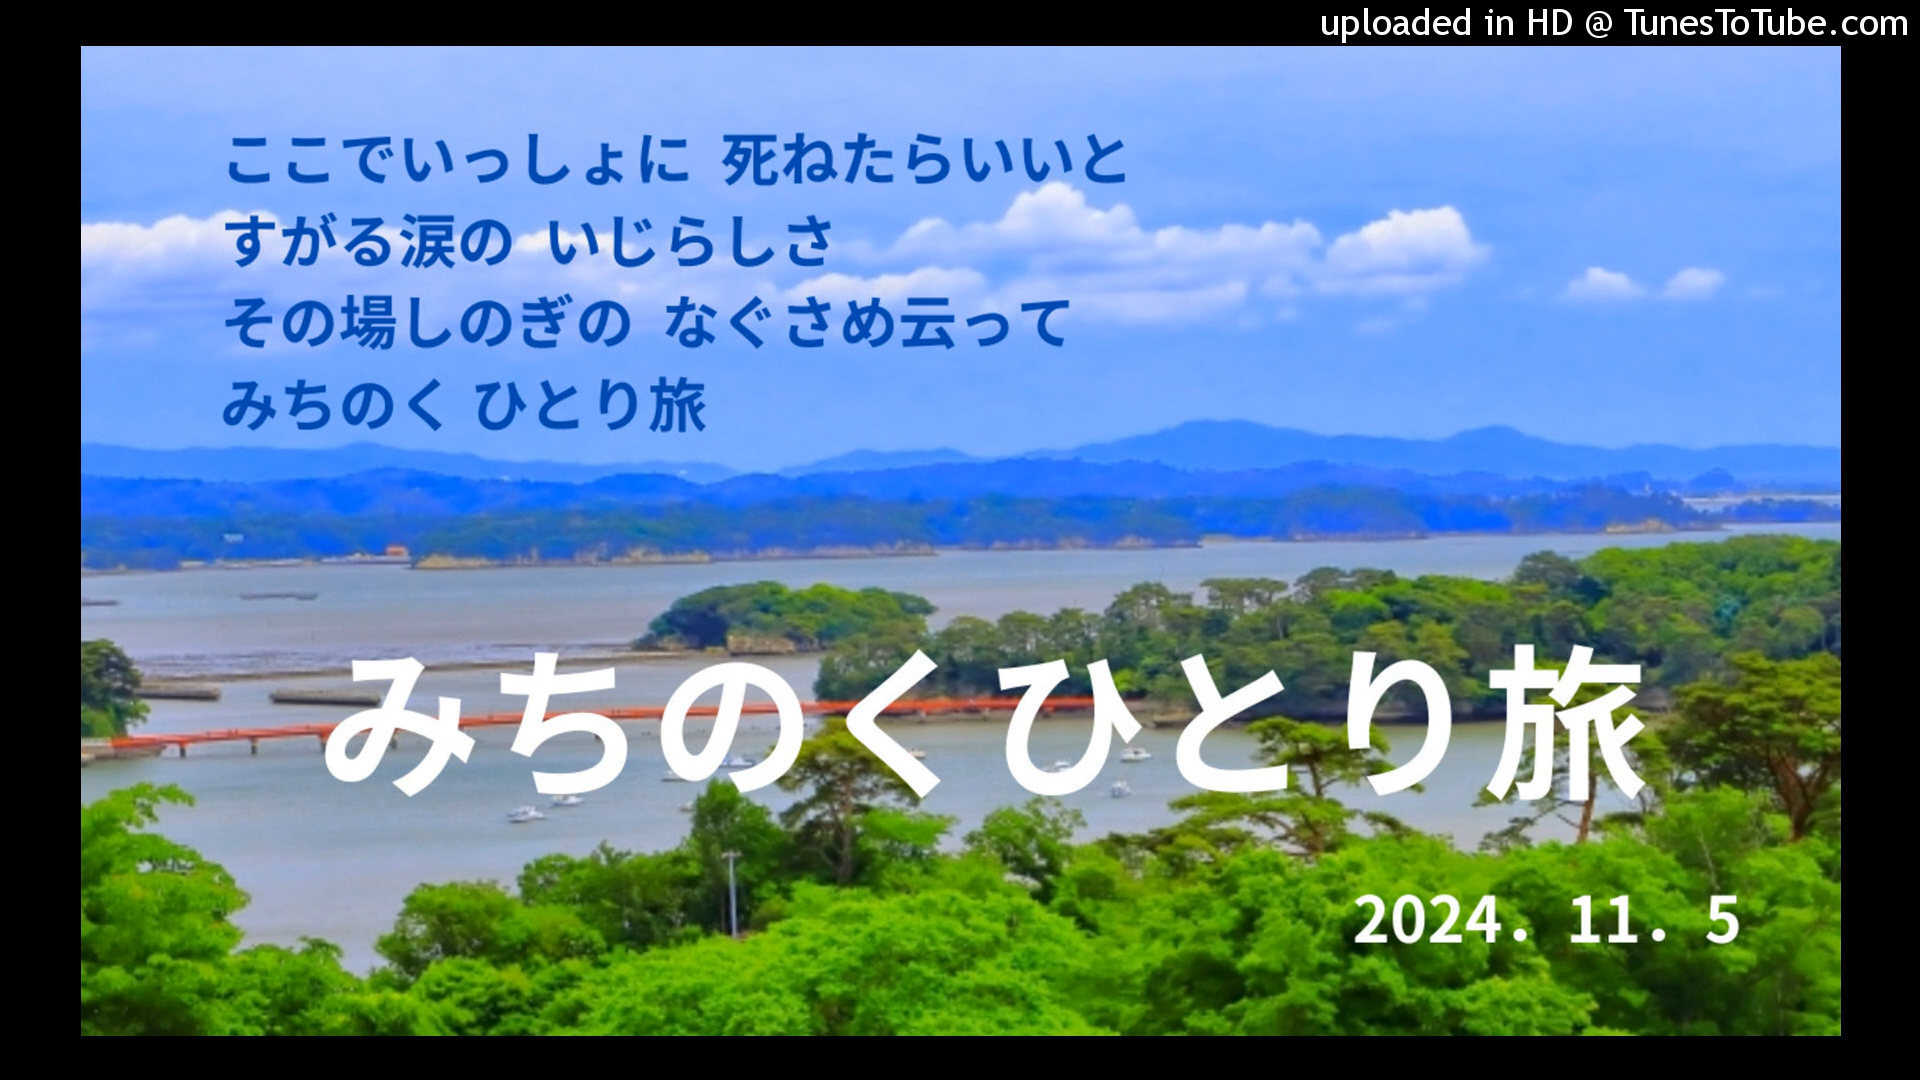 uploaded in HD @ TunesToTube.com
ここでいっしょに 死ねたらいいと
すがる涙の いじらしさ
その場しのぎの なぐさめ云って
みちのく ひとり旅
みちのくひとり旅
2024. 11. 5